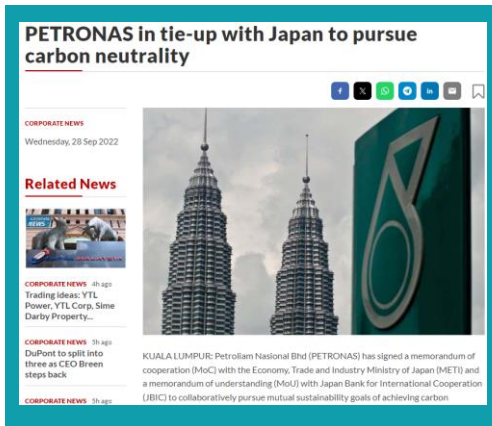 PETRONAS in tie-up with Japan to pursue
carbon neutrality
CORPORATE NEWS
Wednesday, 28 Sep 2022
Related News
CORPORATE NEWS 4h ago
Trading ideas: YTL
Power, YTL Corp, Sime
Darby Property...
CORPORATE NEWS 5h ago
DuPont to split into
three as CEO Breen
steps back
CORPORATE NEWS 5h ago
KUALA LUMPUR: Petroliam Nasional Bhd (PETRONAS) has signed a memorandum of
cooperation (MoC) with the Economy, Trade and Industry Ministry of Japan (METI) and
a memorandum of understanding (MoU) with Japan Bank for International Cooperation
(JBIC) to collaboratively pursue mutual sustainability goals of achieving carbon